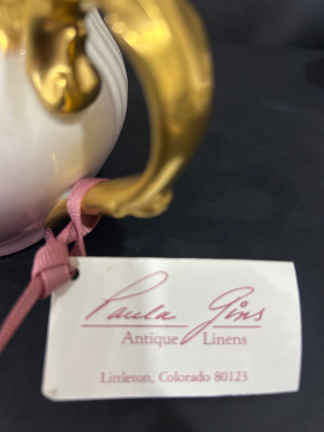 Paula Gins
Antique Linens
Littleton, Colorado 80123